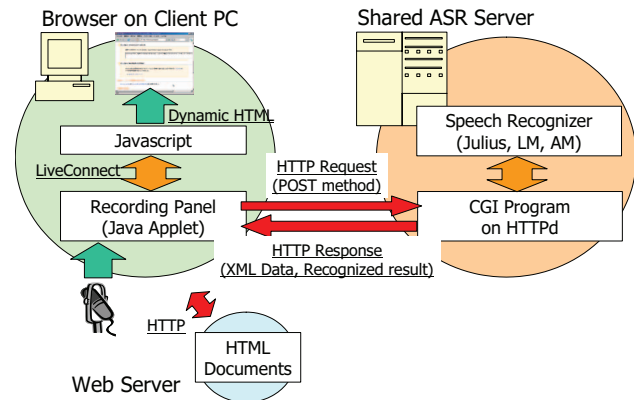 Browser on Client PC
Shared ASR Server
Dynamic HTML
Javascript
LiveConnect
Recording Panel
(Java Applet)
HTTP Request
(POST method)
HTTP Response
(XML Data, Recognized result)
Speech Recognizer
(Julius, LM, AM)
CGI Program
on HTTPd
HTTP
HTML
Documents
Web Server